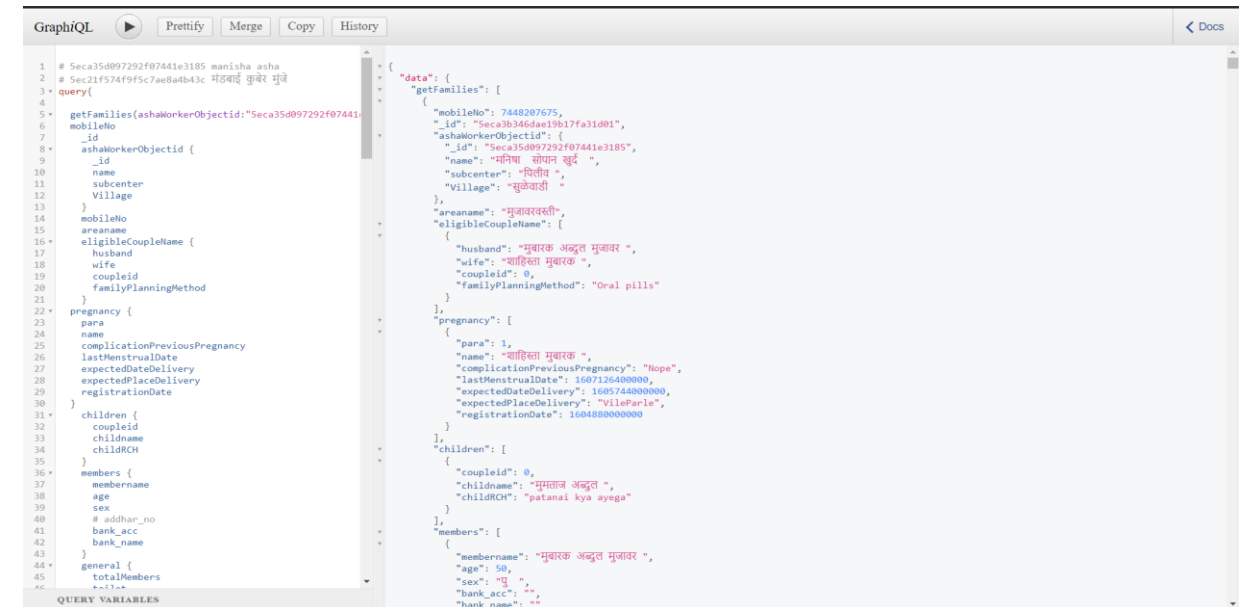 GraphiQL Prettify Merge Copy History Docs
1 # 5eca35d097292f07441e3185 manisha asha
2 # 5ec21f574f9f5c7ae8a4b43c मंडबाई कुबेर मुंजे
3 query{
4
5 getFamilies(ashaWorkerObjectid:"5eca35d097292f07441
6 mobileNo
7 _id
8 ashaWorkerObjectid {
9 _id
10 name
11 subcenter
12 Village
13 }
14 mobileNo
15 areaname
16 eligibleCoupleName {
17 husband
18 wife
19 coupleid
20 familyPlanningMethod
21 }
22 pregnancy {
23 para
24 name
25 complicationPreviousPregnancy
26 lastMenstrualDate
27 expectedDateDelivery
28 expectedPlaceDelivery
29 registrationDate
30 }
31 children {
32 coupleid
33 childname
34 childRCH
35 }
36 members {
37 membername
38 age
39 sex
40 # addhar_no
41 bank_acc
42 bank_name
43 }
44 general {
45 totalMembers
46 toilet
QUERY VARIABLES
{
"data": {
"getFamilies": [
{
"mobileNo": 7448207675,
"_id": "5eca3b346dae19b17fa31d01",
"ashaWorkerObjectid": {
"_id": "5eca35d097292f07441e3185",
"name": "मनिषा सोपान खुर्द ",
"subcenter": "पिलीव ",
"Village": "सुळेवाडी "
},
"areaname": "मुजावरवस्ती",
"eligibleCoupleName": [
{
"husband": "मुबारक अब्दुल मुजावर ",
"wife": "शाहिस्ता मुबारक ",
"coupleid": 0,
"familyPlanningMethod": "Oral pills"
}
],
"pregnancy": [
{
"para": 1,
"name": "शाहिस्ता मुबारक ",
"complicationPreviousPregnancy": "Nope",
"lastMenstrualDate": 1607126400000,
"expectedDateDelivery": 1605744000000,
"expectedPlaceDelivery": "VileParle",
"registrationDate": 1604880000000
}
],
"children": [
{
"coupleid": 0,
"childname": "मुमताज अब्दुल ",
"childRCH": "patanai kya ayega"
}
],
"members": [
{
"membername": "मुबारक अब्दुल मुजावर ",
"age": 50,
"sex": "पु ",
"bank_acc": "",
"bank_name": ""